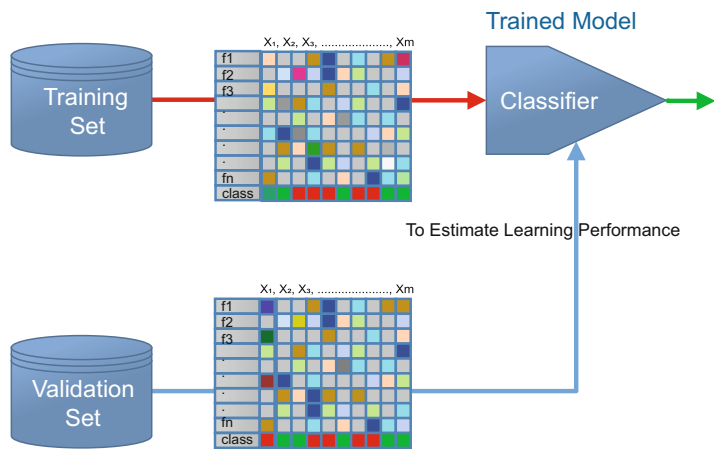 Trained Model
X₁, X₂, X₃, ....................., Xm
f1
f2
f3
.
.
.
fn
class
Training
Set
Classifier
To Estimate Learning Performance
X₁, X₂, X₃, ....................., Xm
f1
f2
f3
.
.
.
fn
class
Validation
Set